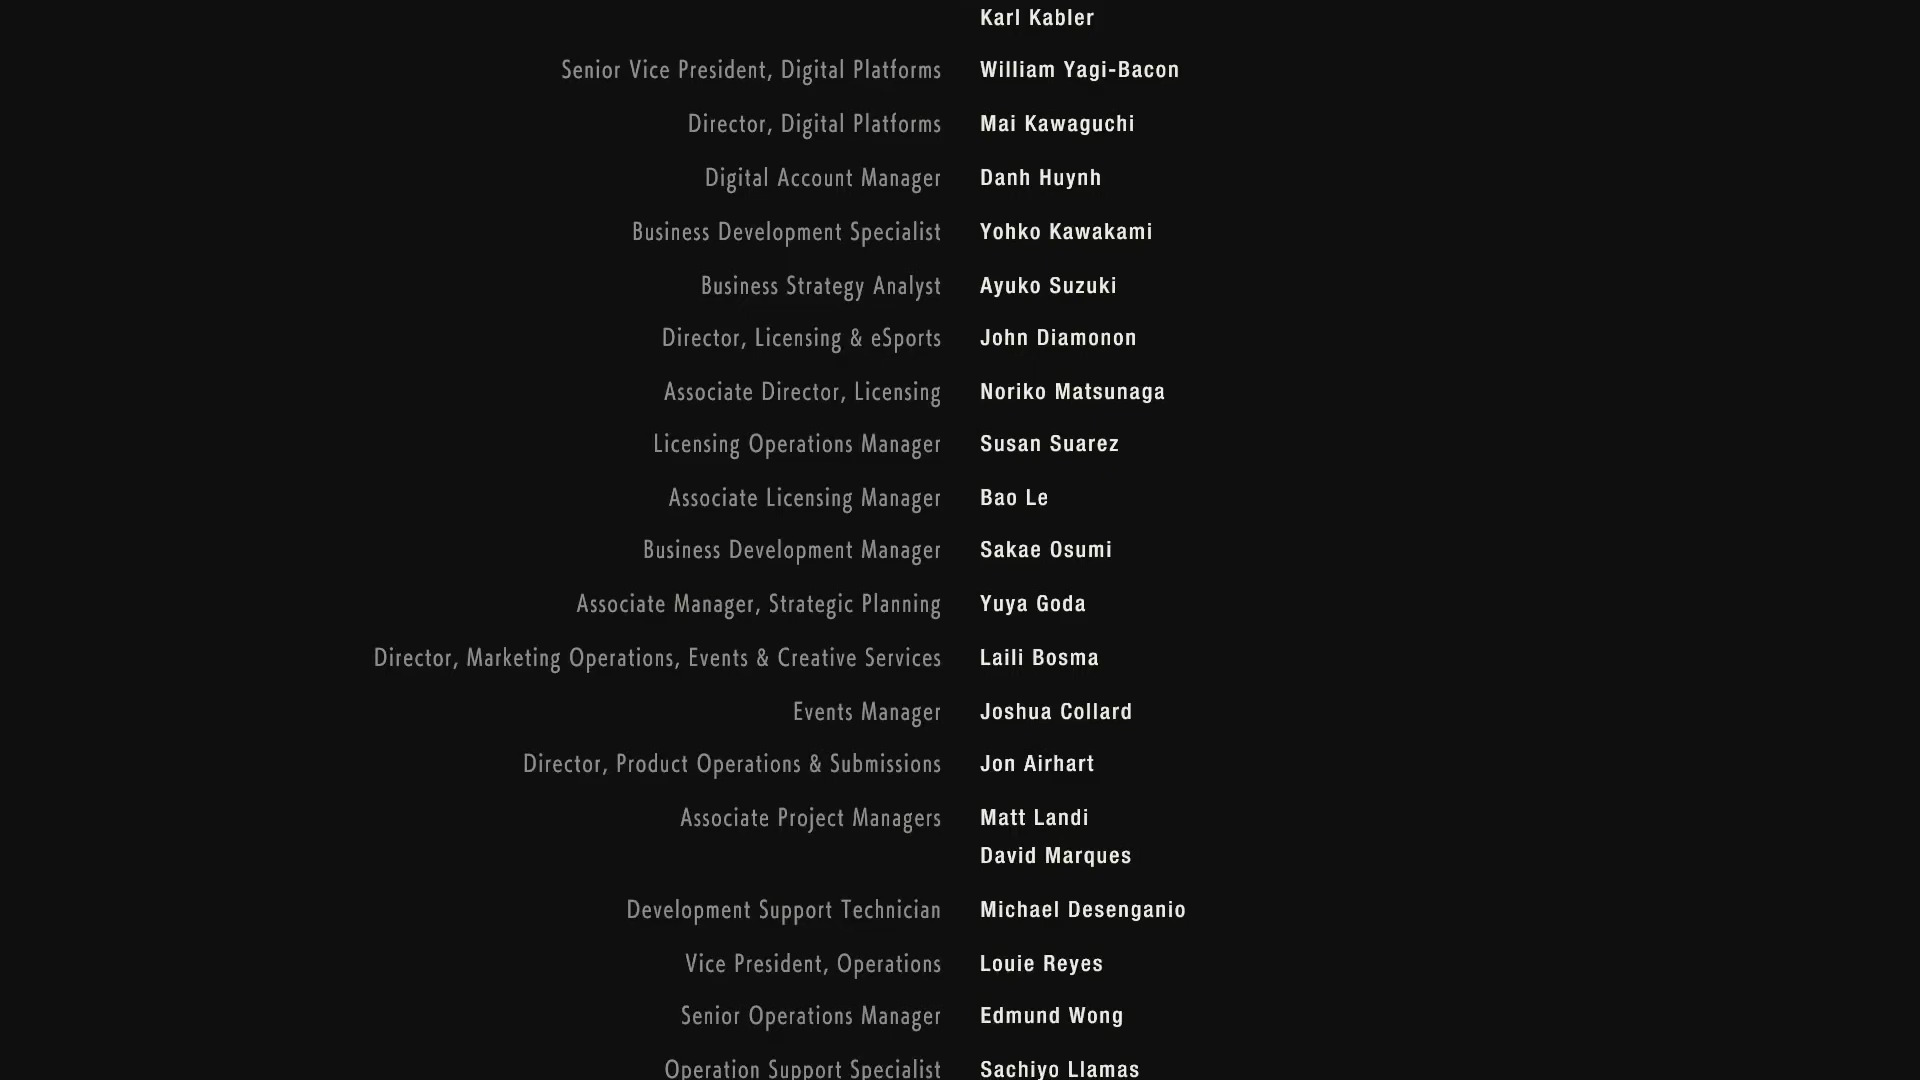 Karl Kabler
Senior Vice President, Digital Platforms William Yagi-Bacon
Director, Digital Platforms Mai Kawaguchi
Digital Account Manager Danh Huynh
Business Development Specialist Yohko Kawakami
Business Strategy Analyst Ayuko Suzuki
Director, Licensing & eSports John Diamonon
Associate Director, Licensing Noriko Matsunaga
Licensing Operations Manager Susan Suarez
Associate Licensing Manager Bao Le
Business Development Manager Sakae Osumi
Associate Manager, Strategic Planning Yuya Goda
Director, Marketing Operations, Events & Creative Services Laili Bosma
Events Manager Joshua Collard
Director, Product Operations & Submissions Jon Airhart
Associate Project Managers Matt Landi
David Marques
Development Support Technician Michael Desenganio
Vice President, Operations Louie Reyes
Senior Operations Manager Edmund Wong
Operation Support Specialist Sachiyo Llamas